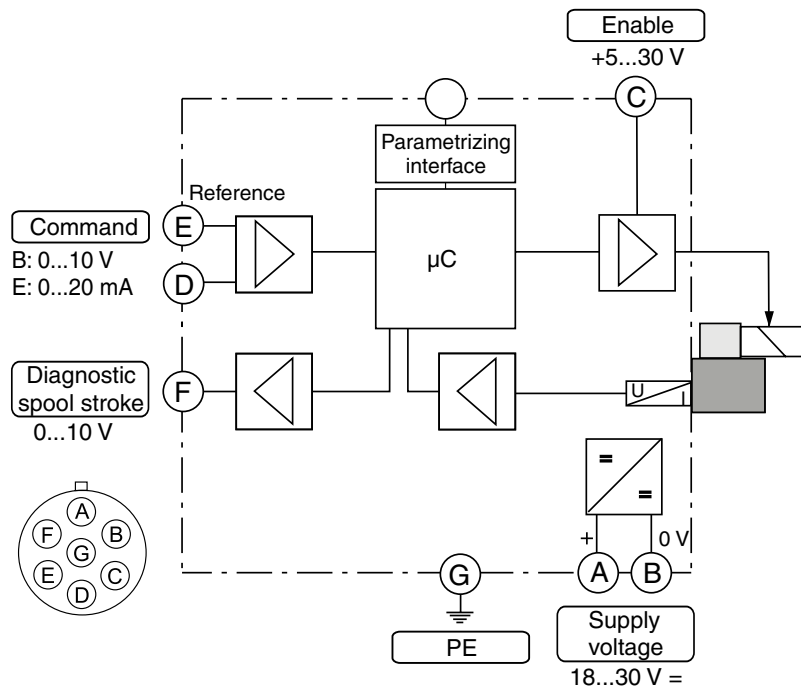 Enable
+5...30 V
C
Parametrizing
interface
Reference
Command
E
B: 0...10 V
E: 0...20 mA
D
µC
Diagnostic
spool stroke
F
0...10 V
U
I
=
=
A
F
B
G
E
C
D
+
0 V
G
A
B
PE
Supply
voltage
18...30 V =